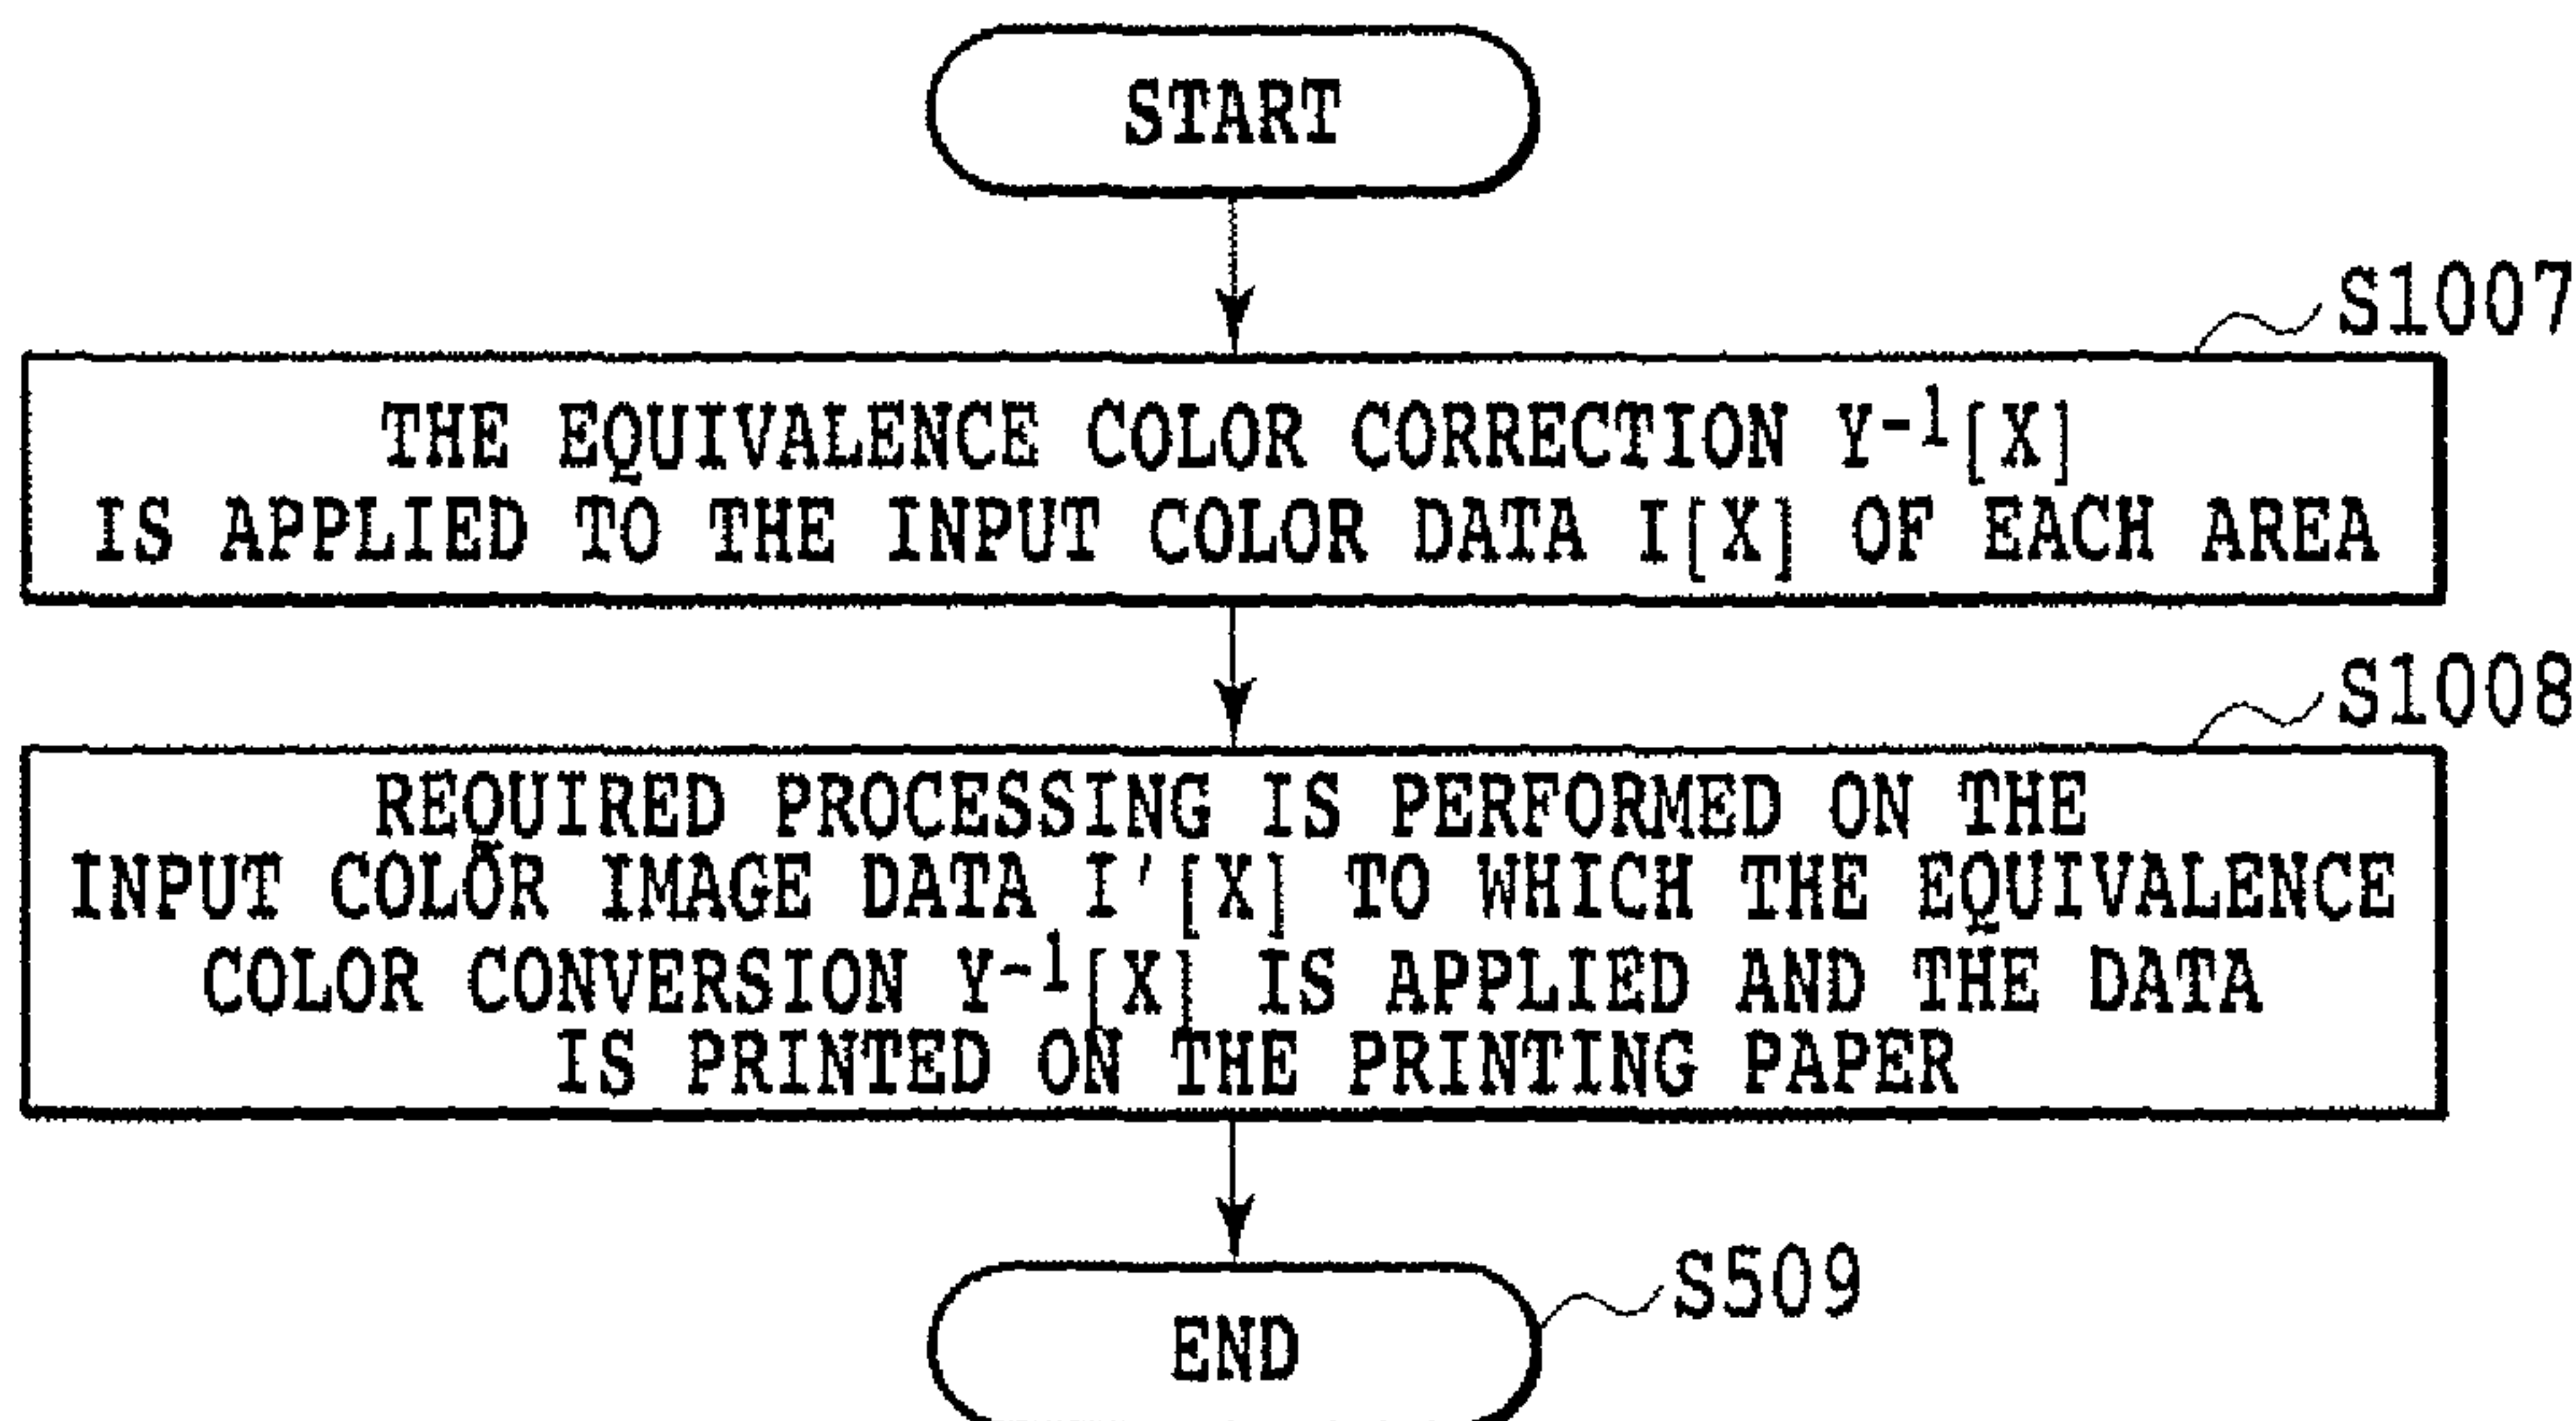 START
S1007
THE EQUIVALENCE COLOR CORRECTION Y⁻¹[X]
IS APPLIED TO THE INPUT COLOR DATA I[X] OF EACH AREA
S1008
REQUIRED PROCESSING IS PERFORMED ON THE
INPUT COLOR IMAGE DATA I'[X] TO WHICH THE EQUIVALENCE
COLOR CONVERSION Y⁻¹[X] IS APPLIED AND THE DATA
IS PRINTED ON THE PRINTING PAPER
S509
END